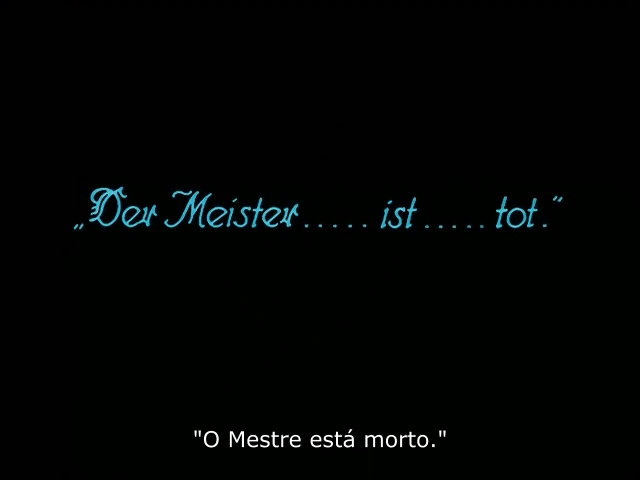 „Der Meister ..... ist ..... tot.“
"O Mestre está morto."